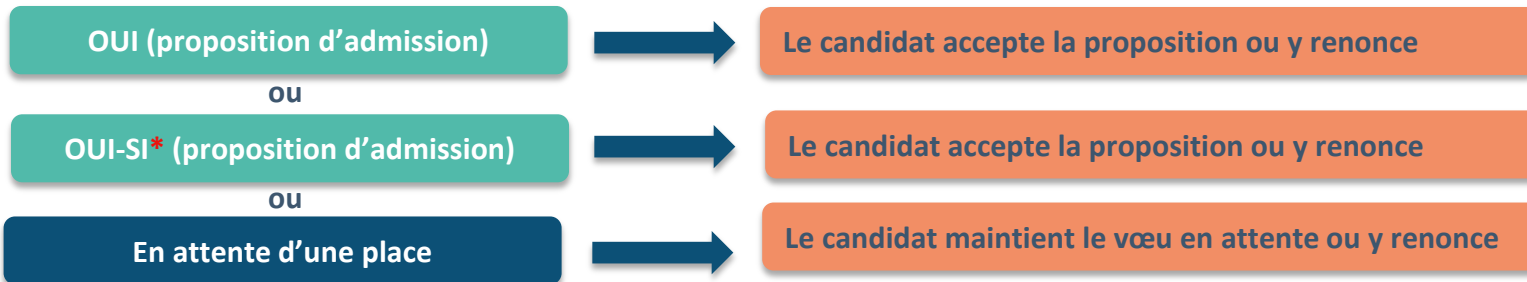 OUI (proposition d’admission)
Le candidat accepte la proposition ou y renonce
ou
OUI-SI* (proposition d’admission)
Le candidat accepte la proposition ou y renonce
ou
En attente d’une place
Le candidat maintient le vœu en attente ou y renonce